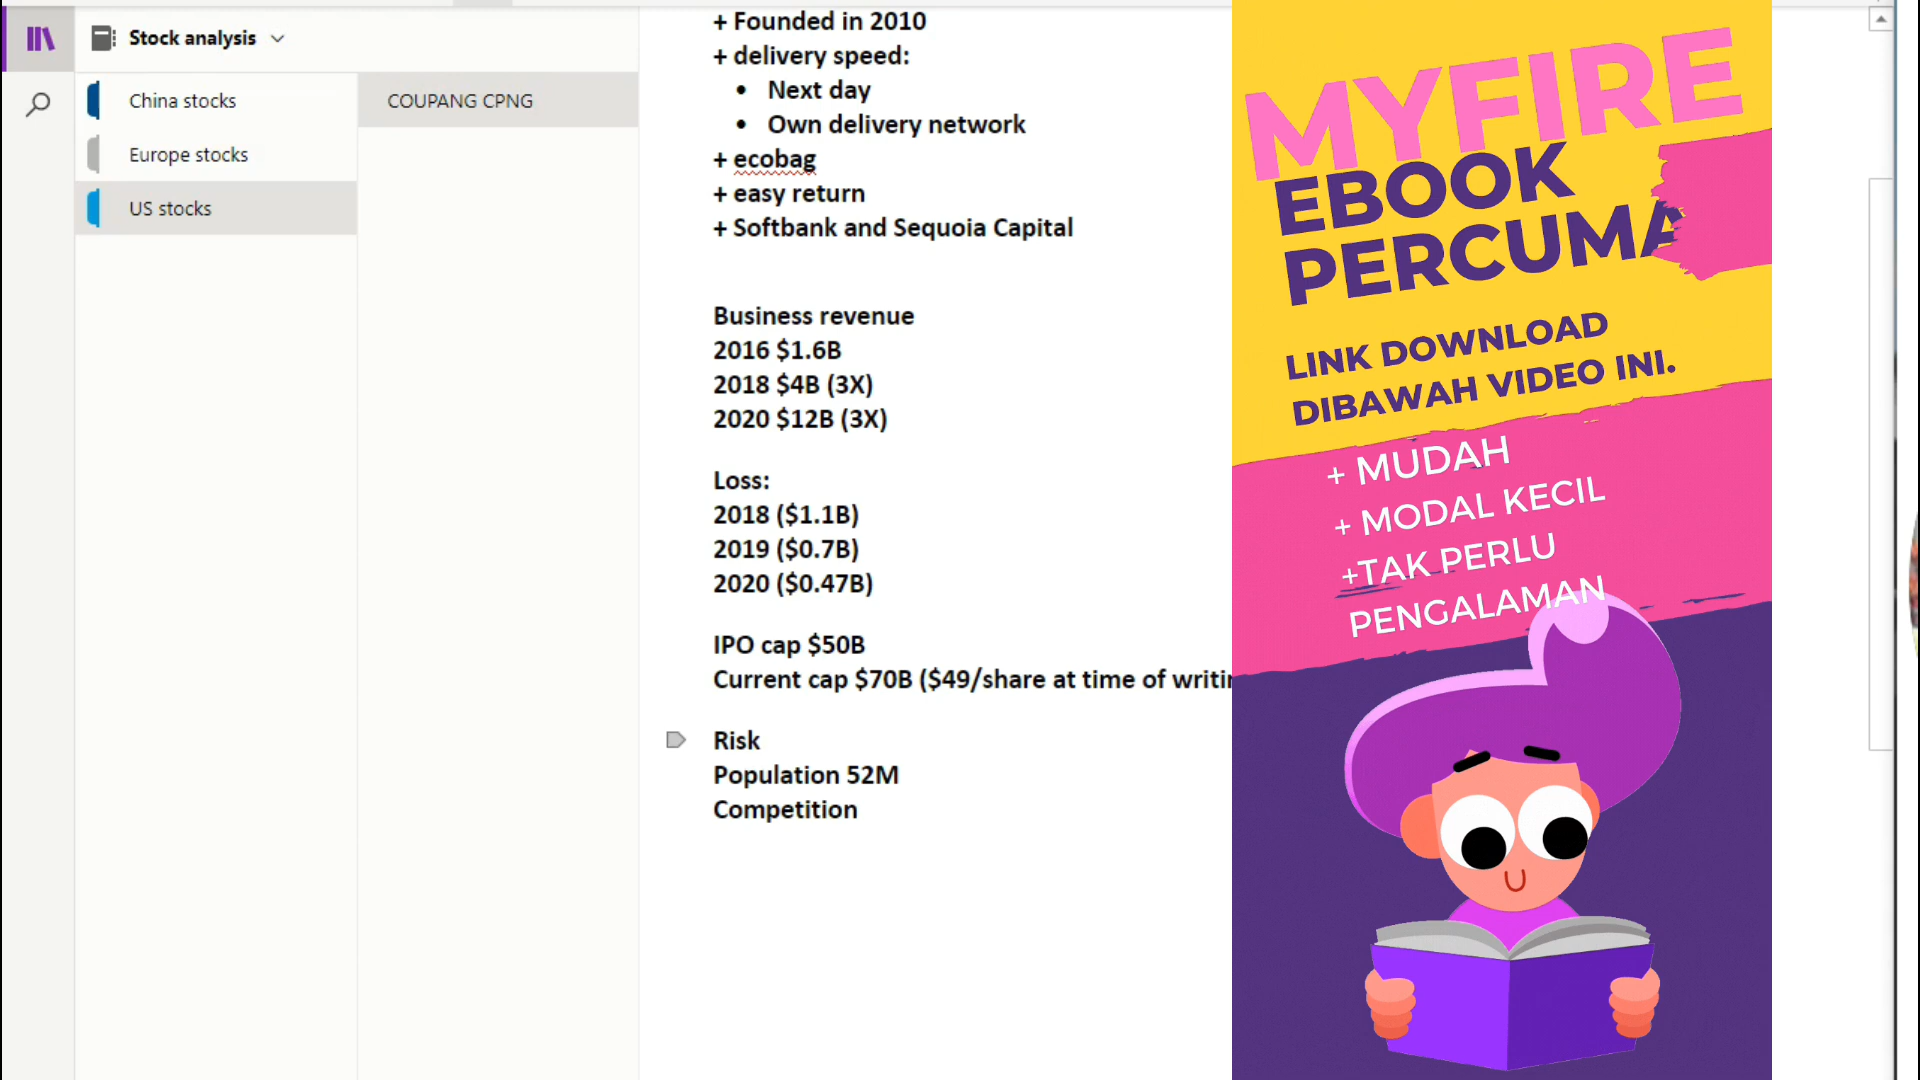 Stock analysis
China stocks
Europe stocks
US stocks
COUPANG CPNG
+ Founded in 2010
+ delivery speed:
• Next day
• Own delivery network
+ ecobag
+ easy return
+ Softbank and Sequoia Capital
Business revenue
2016 $1.6B
2018 $4B (3X)
2020 $12B (3X)
Loss:
2018 ($1.1B)
2019 ($0.7B)
2020 ($0.47B)
IPO cap $50B
Current cap $70B ($49/share at time of
Risk
Population 52M
Competition
MYFIRE
EBOOK
PERCUMA
LINK DOWNLOAD
DIBAWAH VIDEO INI.
+ MUDAH
+ MODAL KECIL
+TAK PERLU
PENGALAMAN